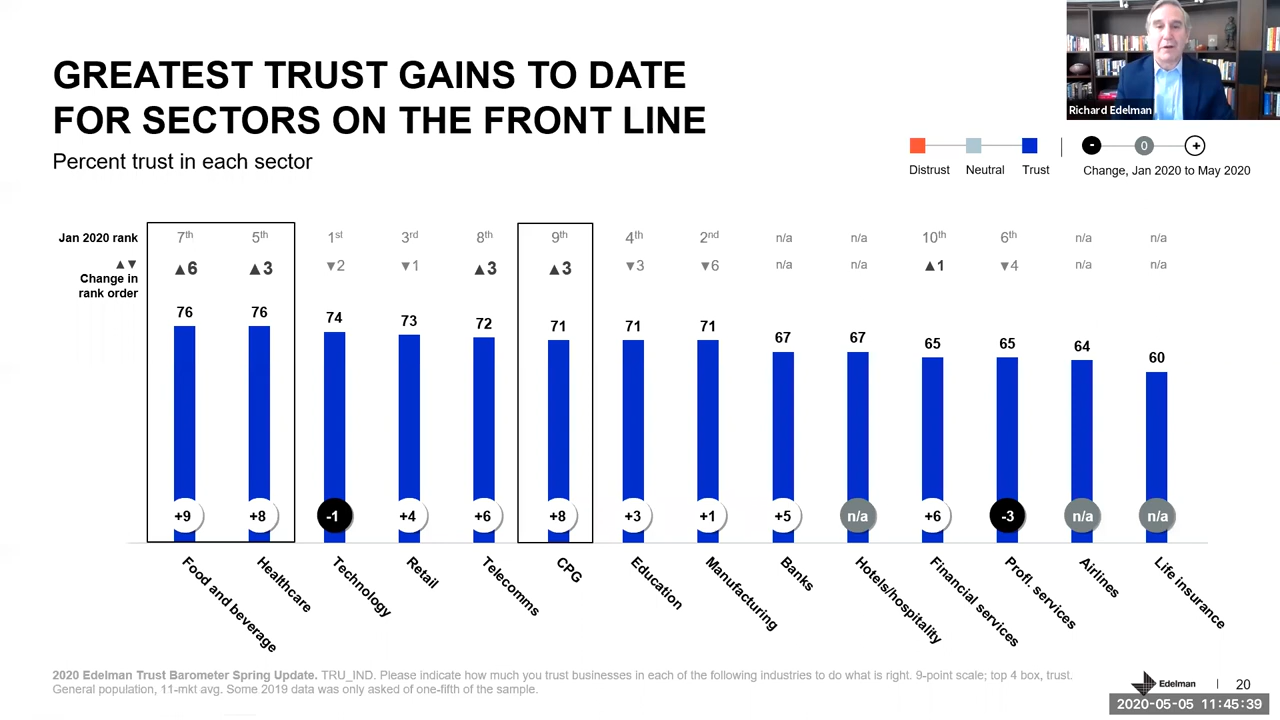 Richard Edelman
GREATEST TRUST GAINS TO DATE
FOR SECTORS ON THE FRONT LINE
Percent trust in each sector
- 0 +
Distrust Neutral Trust Change, Jan 2020 to May 2020
Jan 2020 rank 7th 5th 1st 3rd 8th 9th 4th 2nd n/a n/a 10th 6th n/a n/a
▲▼
Change in
rank order
▲6 ▲3 ▼2 ▼1 ▲3 ▲3 ▼3 ▼6 n/a n/a ▲1 ▼4 n/a n/a
76 76 74 73 72 71 71 71 67 67 65 65 64 60
+9 +8 -1 +4 +6 +8 +3 +1 +5 n/a +6 -3 n/a n/a
Food and beverage
Healthcare
Technology
Retail
Telecomms
CPG
Education
Manufacturing
Banks
Hotels/hospitality
Financial services
Profl. services
Airlines
Life insurance
2020 Edelman Trust Barometer Spring Update. TRU_IND. Please indicate how much you trust businesses in each of the following industries to do what is right. 9-point scale; top 4 box, trust.
General population, 11-mkt avg. Some 2019 data was only asked of one-fifth of the sample.
Edelman | 20
2020-05-05 11:45:39